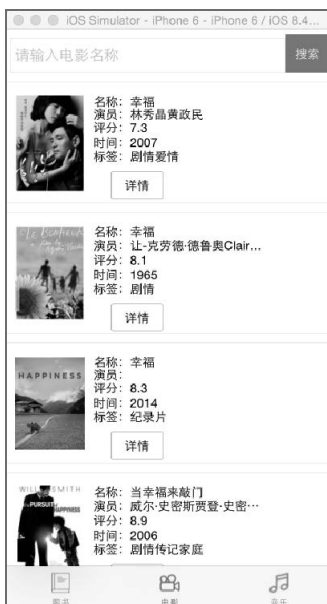 iOS Simulator - iPhone 6 - iPhone 6 / iOS 8.4...
请输入电影名称
搜索
名称：幸福
演员：林秀晶黄政民
评分：7.3
时间：2007
标签：剧情爱情
详情
名称：幸福
演员：让-克劳德·德鲁奥Clair...
评分：8.1
时间：1965
标签：剧情
详情
HAPPINESS
名称：幸福
演员：
评分：8.3
时间：2014
标签：纪录片
详情
WILL SMITH
PURSUIT
HAPPYNESS
名称：当幸福来敲门
演员：威尔·史密斯贾登·史密…
评分：8.9
时间：2006
标签：剧情传记家庭
图书
电影
音乐